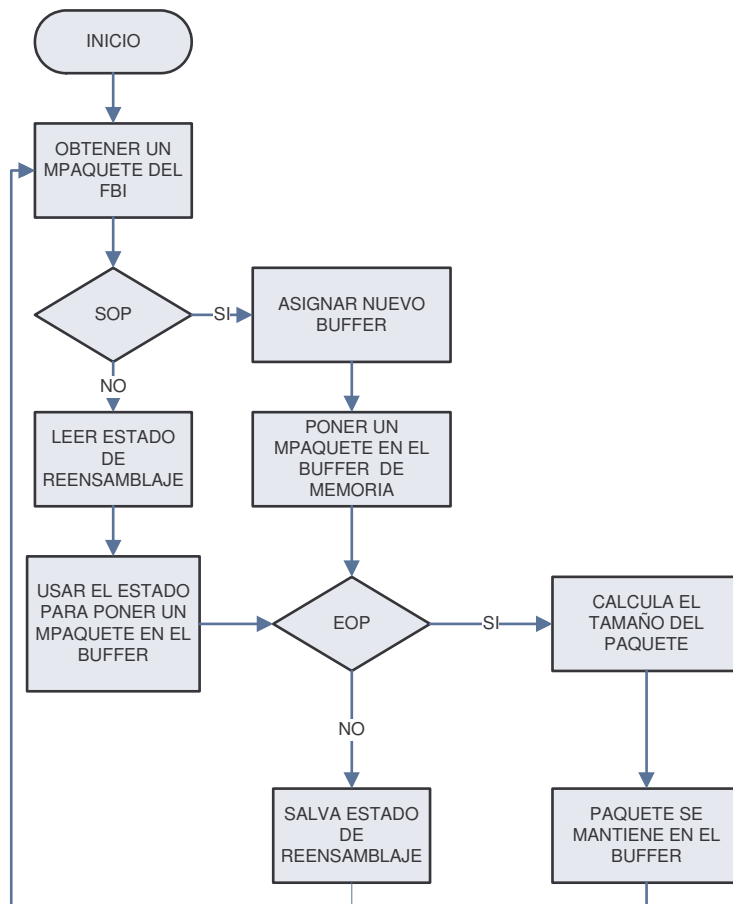 INICIO
OBTENER UN
MPAQUETE DEL
FBI
SOP
SI
ASIGNAR NUEVO
BUFFER
NO
LEER ESTADO
DE
REENSAMBLAJE
PONER UN
MPAQUETE EN EL
BUFFER DE
MEMORIA
USAR EL ESTADO
PARA PONER UN
MPAQUETE EN EL
BUFFER
EOP
SI
CALCULA EL
TAMAÑO DEL
PAQUETE
NO
SALVA ESTADO
DE
REENSAMBLAJE
PAQUETE SE
MANTIENE EN EL
BUFFER